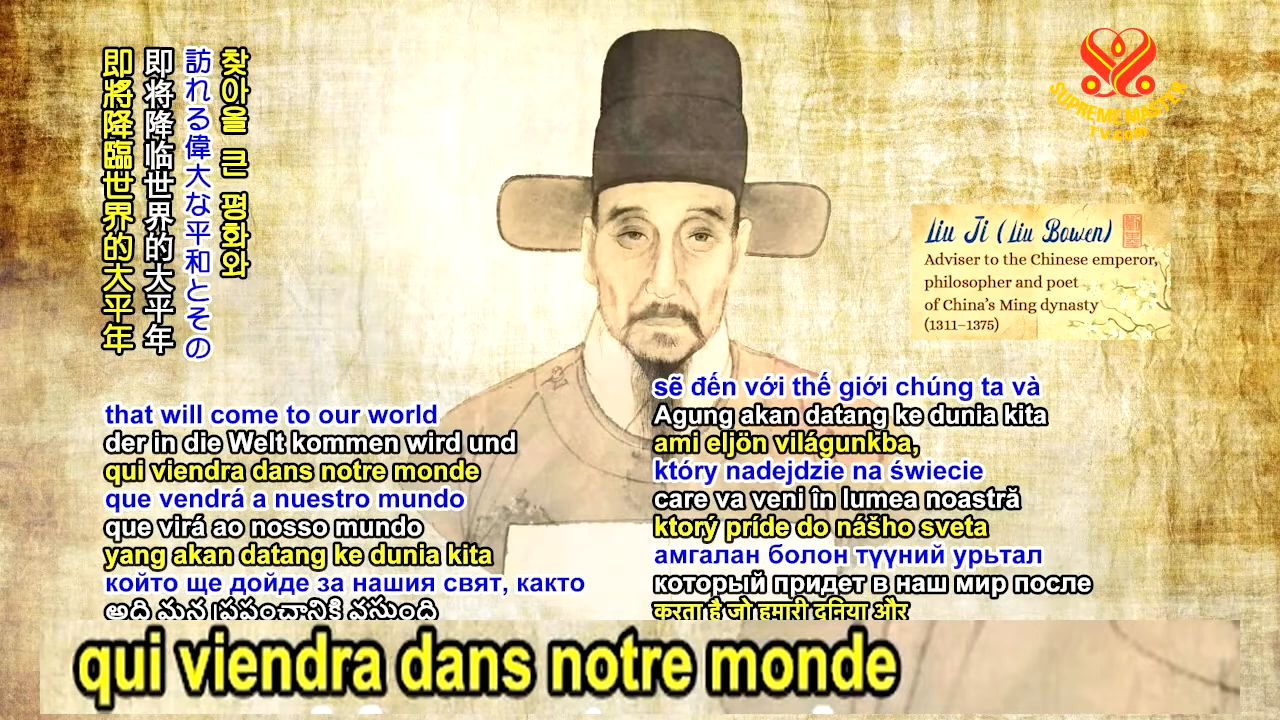 即將降臨世界的大平年
即将降临世界的大平年
訪れる偉大な平和とその
찾아올 큰 평화와
SUPREME MASTER
TV.com
Liu Ji (Liu Bowen)
Adviser to the Chinese emperor,
philosopher and poet
of China's Ming dynasty
(1311–1375)
that will come to our world
der in die Welt kommen wird und
qui viendra dans notre monde
que vendrá a nuestro mundo
que virá ao nosso mundo
yang akan datang ke dunia kita
който ще дойде за нашия свят, както
అది మన ప్రపంచానికి వస్తుంది
sẽ đến với thế giới chúng ta và
Agung akan datang ke dunia kita
ami eljön világunkba,
który nadejdzie na świecie
care va veni în lumea noastră
ktorý príde do nášho sveta
амгалан болон түүний урьтал
который придет в наш мир после
करता है जो हमारी दुनिया और
qui viendra dans notre monde